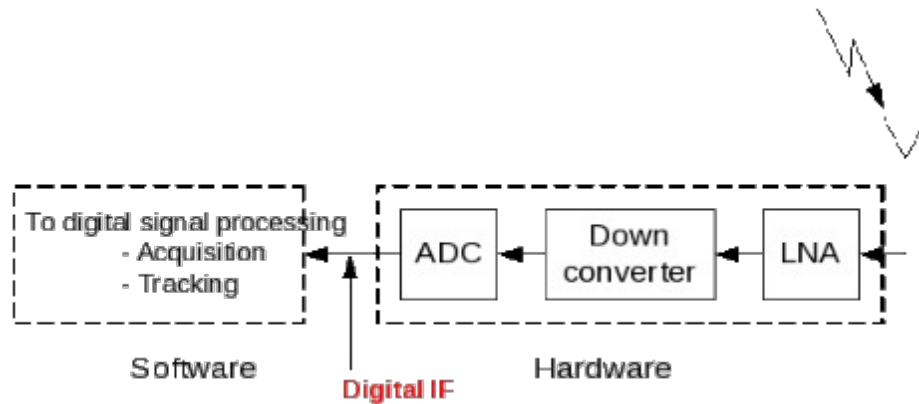 To digital signal processing
- Acquisition
- Tracking
ADC
Down
converter
LNA
Software
Digital IF
Hardware